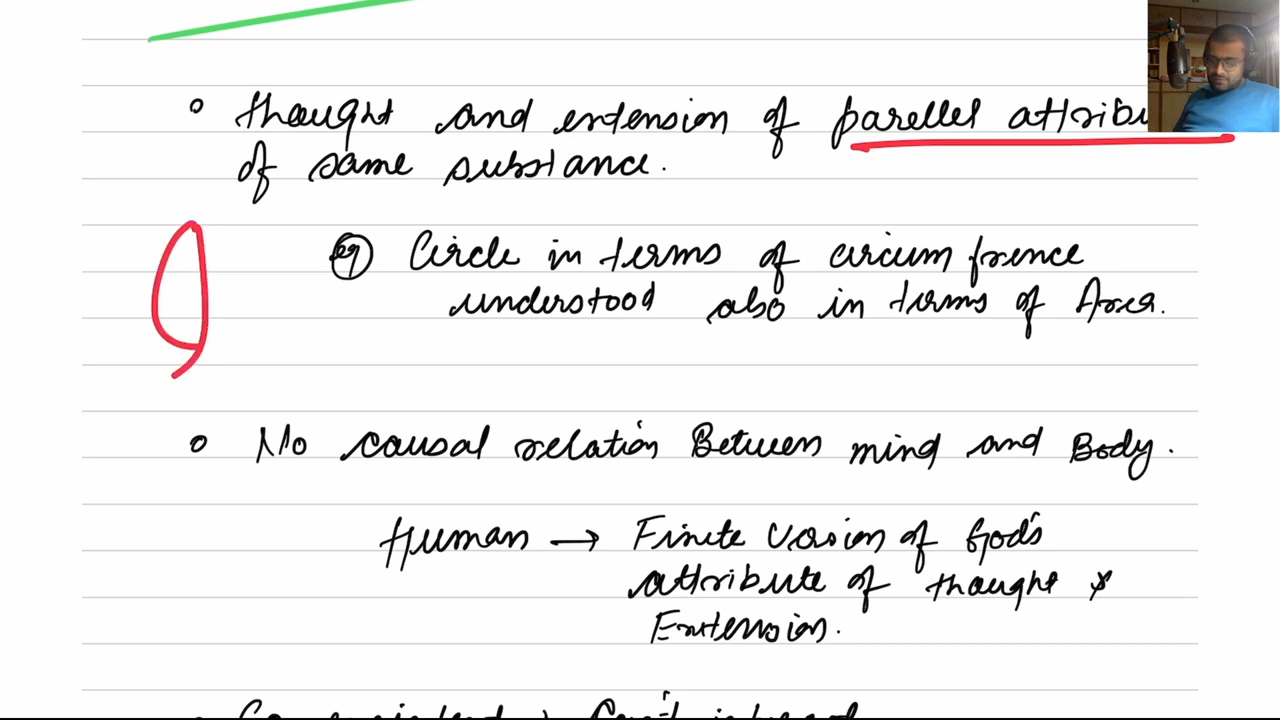 thought and extension of parellel attribu
of same substance.
eg Circle in terms of circumfrence
understood also in terms of Area.
No causal relation Between mind and Body.
Human → Finite Version of God's
attribute of thought &
Extension.